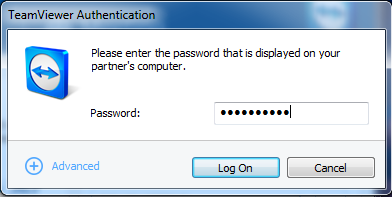 TeamViewer Authentication
Please enter the password that is displayed on your
partner's computer.
Password: ●●●●●●●●●●
Advanced
Log On
Cancel